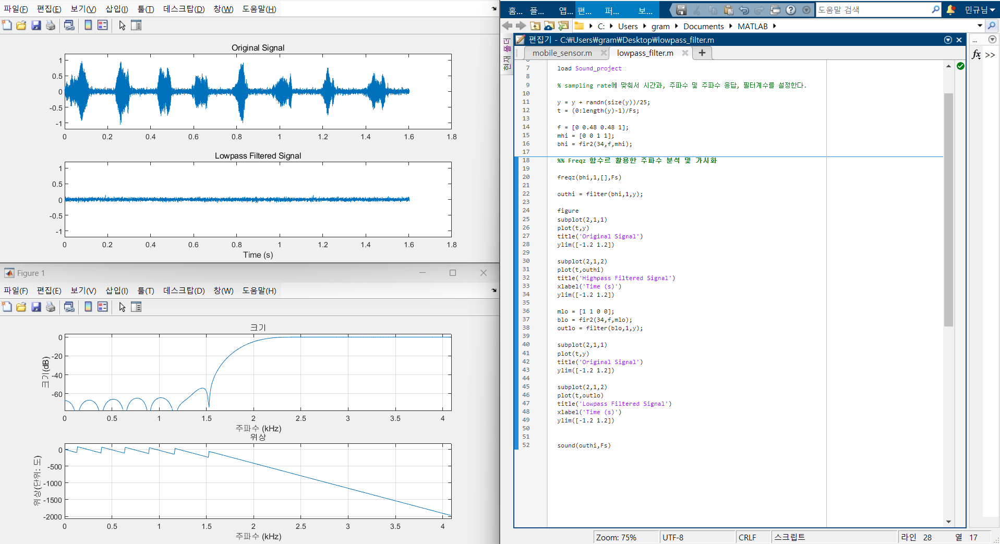 파일(F) 편집(E) 보기(V) 삽입(I) 툴(T) 데스크탑(D) 창(W) 도움말(H)
Original Signal
1
0.5
0
-0.5
-1
0 0.2 0.4 0.6 0.8 1 1.2 1.4 1.6 1.8
Lowpass Filtered Signal
1
0.5
0
-0.5
-1
0 0.2 0.4 0.6 0.8 1 1.2 1.4 1.6 1.8
Time (s)
Figure 1
파일(F) 편집(E) 보기(V) 삽입(I) 툴(T) 데스크탑(D) 창(W) 도움말(H)
크기
크기(dB)
0
-20
-40
-60
0 0.5 1 1.5 2 2.5 3 3.5 4
주파수 (kHz)
위상
위상(단위: 도)
0
-500
-1000
-1500
-2000
0 0.5 1 1.5 2 2.5 3 3.5 4
주파수 (kHz)
홈... 플... 앱... 편... 퍼... 보... 도움말 검색 민규님
C: Users gram Documents MATLAB
현재 폴더
편집기 - C:₩Users₩gram₩Desktop₩lowpass_filter.m
...
mobile_sensor.m lowpass_filter.m +
fx >>
7 load Sound_project
8
9 % sampling rate에 맞춰서 시간과, 주파수 및 주파수 응답, 필터계수를 설정한다.
10
11 y = y + randn(size(y))/25;
12 t = (0:length(y)-1)/Fs;
13
14 f = [0 0.48 0.48 1];
15 mhi = [0 0 1 1];
16 bhi = fir2(34,f,mhi);
17
18 %% Freqz 함수르 활용한 주파수 분석 및 가시화
19
20 freqz(bhi,1,[],Fs)
21
22 outhi = filter(bhi,1,y);
23
24 figure
25 subplot(2,1,1)
26 plot(t,y)
27 title('Original Signal')
28 ylim([-1.2 1.2])
29
30 subplot(2,1,2)
31 plot(t,outhi)
32 title('Highpass Filtered Signal')
33 xlabel('Time (s)')
34 ylim([-1.2 1.2])
35
36 mlo = [1 1 0 0];
37 blo = fir2(34,f,mlo);
38 outlo = filter(blo,1,y);
39
40 subplot(2,1,1)
41 plot(t,y)
42 title('Original Signal')
43 ylim([-1.2 1.2])
44
45 subplot(2,1,2)
46 plot(t,outlo)
47 title('Lowpass Filtered Signal')
48 xlabel('Time (s)')
49 ylim([-1.2 1.2])
50
51
52 sound(outhi,Fs)
Zoom: 75% UTF-8 CRLF 스크립트 라인 28 열 17